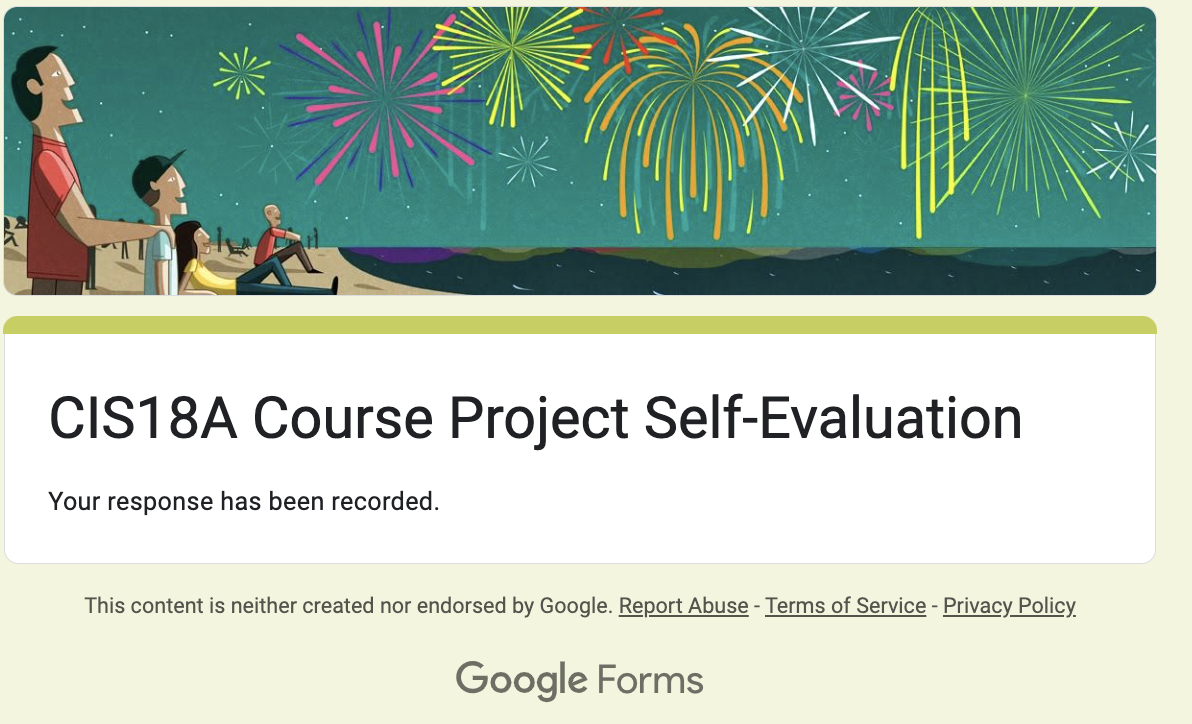 CIS18A Course Project Self-Evaluation
Your response has been recorded.
This content is neither created nor endorsed by Google. Report Abuse - Terms of Service - Privacy Policy
Google Forms